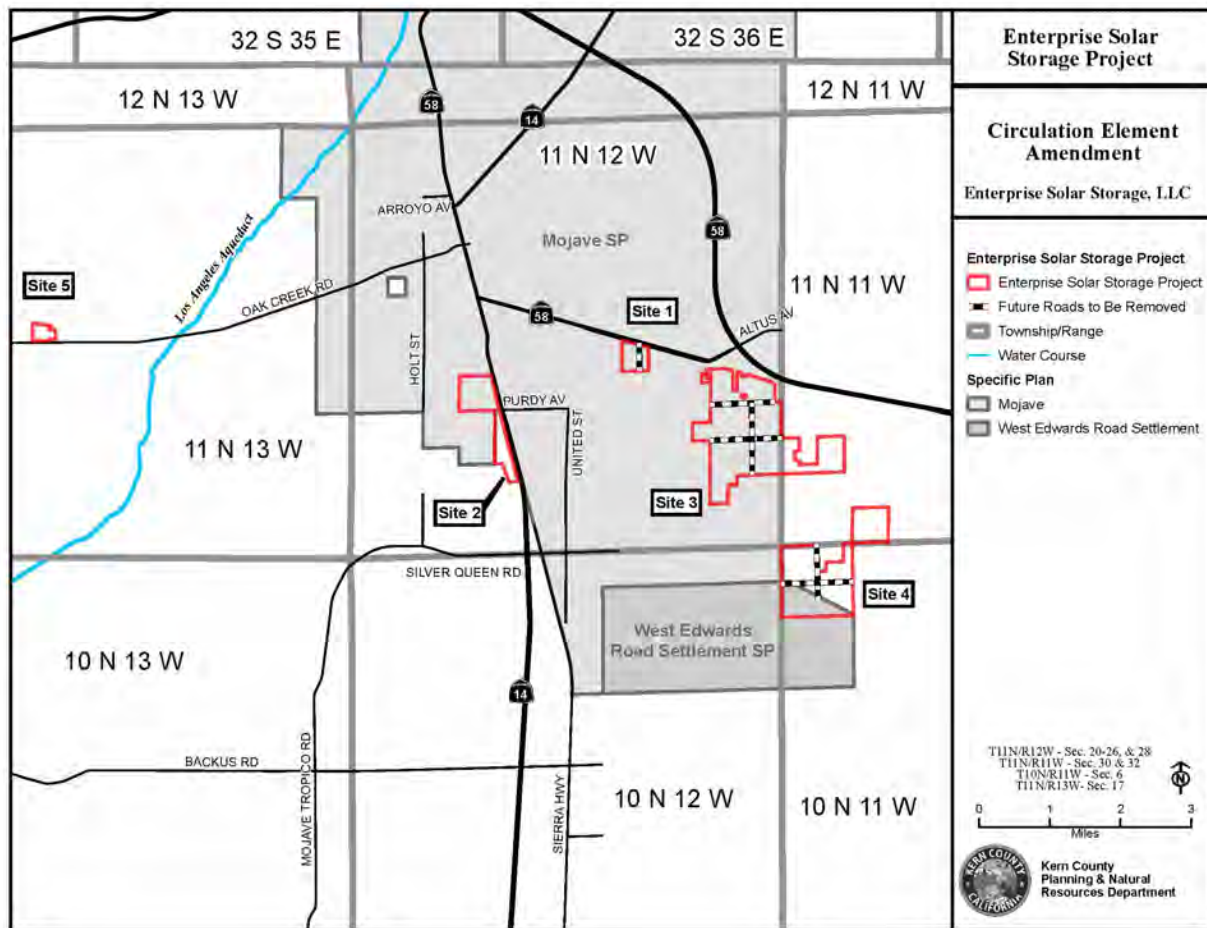 32 S 35 E
32 S 36 E
12 N 13 W
12 N 11 W
58
14
11 N 12 W
ARROYO AV
Los Angeles Aqueduct
Mojave SP
58
11 N 11 W
Site 5
OAK CREEK RD
58
Site 1
ALTUS AV
HOLT ST
PURDY AV
UNITED ST
11 N 13 W
Site 2
Site 3
SILVER QUEEN RD
Site 4
West Edwards
Road Settlement SP
10 N 13 W
14
MOJAVE TROPICO RD
BACKUS RD
SIERRA HWY
10 N 12 W
10 N 11 W
Enterprise Solar
Storage Project
Circulation Element
Amendment
Enterprise Solar Storage, LLC
Enterprise Solar Storage Project
Enterprise Solar Storage Project
Future Roads to Be Removed
Township/Range
Water Course
Specific Plan
Mojave
West Edwards Road Settlement
T11N/R12W - Sec. 20-26, & 28
T11N/R11W - Sec. 30 & 32
T10N/R11W - Sec. 6
T11N/R13W- Sec. 17
N
0 1 2 3
Miles
KERN COUNTY
CALIFORNIA
Kern County
Planning & Natural
Resources Department